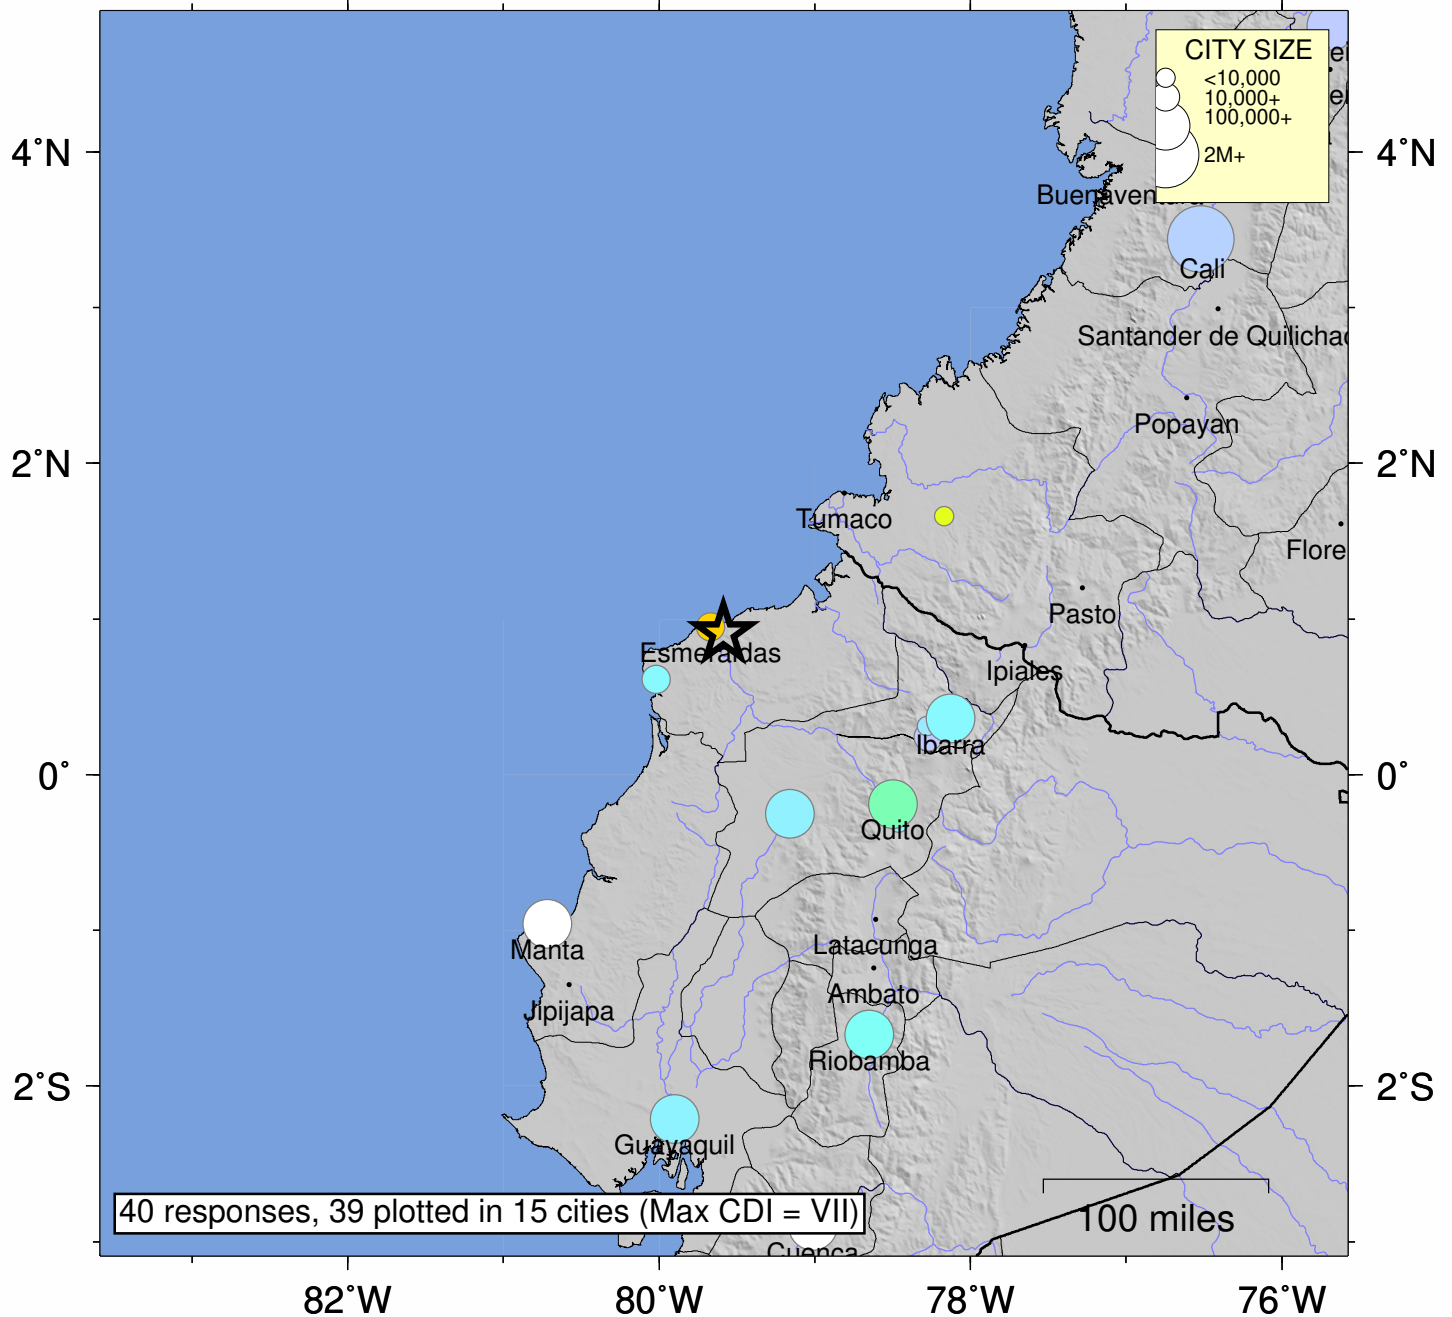 CITY SIZE
<10,000
10,000+
100,000+
2M+
4°N
4°N
Buenaventura
Cali
Santander de Quilichao
Popayan
2°N
2°N
Tumaco
Flore
Pasto
Esmeraldas
Ipiales
Ibarra
0°
0°
Quito
Manta
Latacunga
Ambato
Jipijapa
Riobamba
2°S
2°S
Guayaquil
40 responses, 39 plotted in 15 cities (Max CDI = VII)
100 miles
Cuenca
82°W
80°W
78°W
76°W